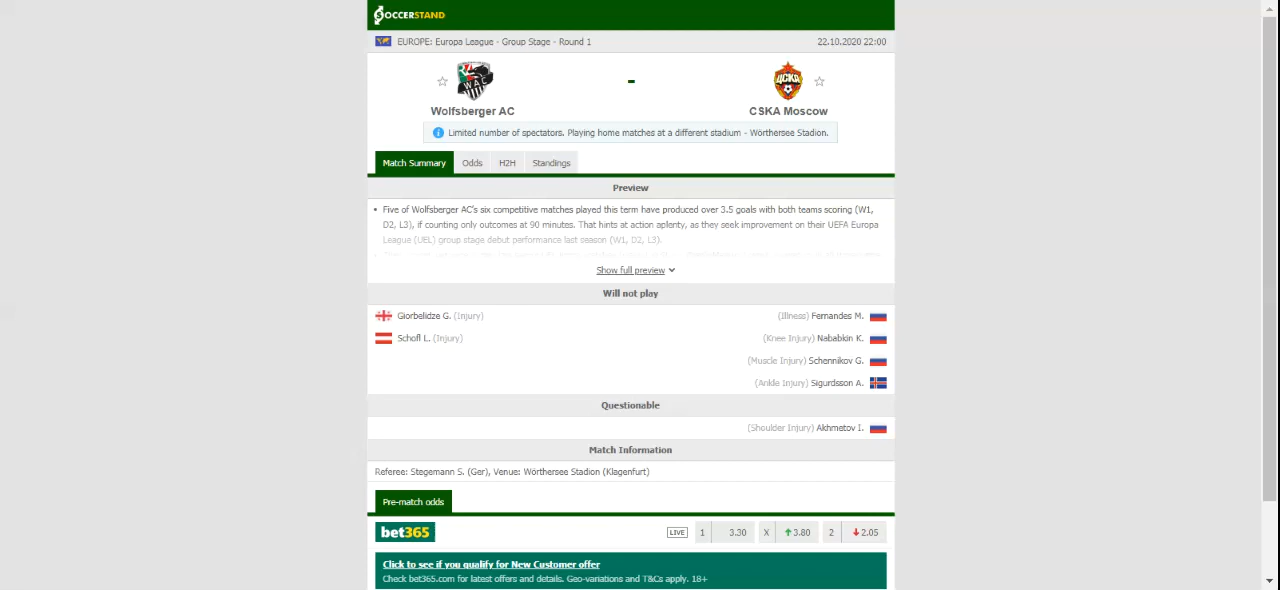 SOCCERSTAND
EUROPE: Europa League - Group Stage - Round 1 22.10.2020 22:00
WAC ЦСКА
-
Wolfsberger AC CSKA Moscow
Limited number of spectators. Playing home matches at a different stadium - Wörthersee Stadion.
Match Summary Odds H2H Standings
Preview
• Five of Wolfsberger AC's six competitive matches played this term have produced over 3.5 goals with both teams scoring (W1,
D2, L3), if counting only outcomes at 90 minutes. That hints at action aplenty, as they seek improvement on their UEFA Europa
League (UEL) group stage debut performance last season (W1, D2, L3).
Show full preview
Will not play
Giorbelidze G. (Injury) (Illness) Fernandes M.
Schofl L. (Injury) (Knee Injury) Nababkin K.
(Muscle Injury) Schennikov G.
(Ankle Injury) Sigurdsson A.
Questionable
(Shoulder Injury) Akhmetov I.
Match Information
Referee: Stegemann S. (Ger), Venue: Wörthersee Stadion (Klagenfurt)
Pre-match odds
bet365 LIVE 1 3.30 X 3.80 2 2.05
Click to see if you qualify for New Customer offer
Check bet365.com for latest offers and details. Geo-variations and T&Cs apply. 18+